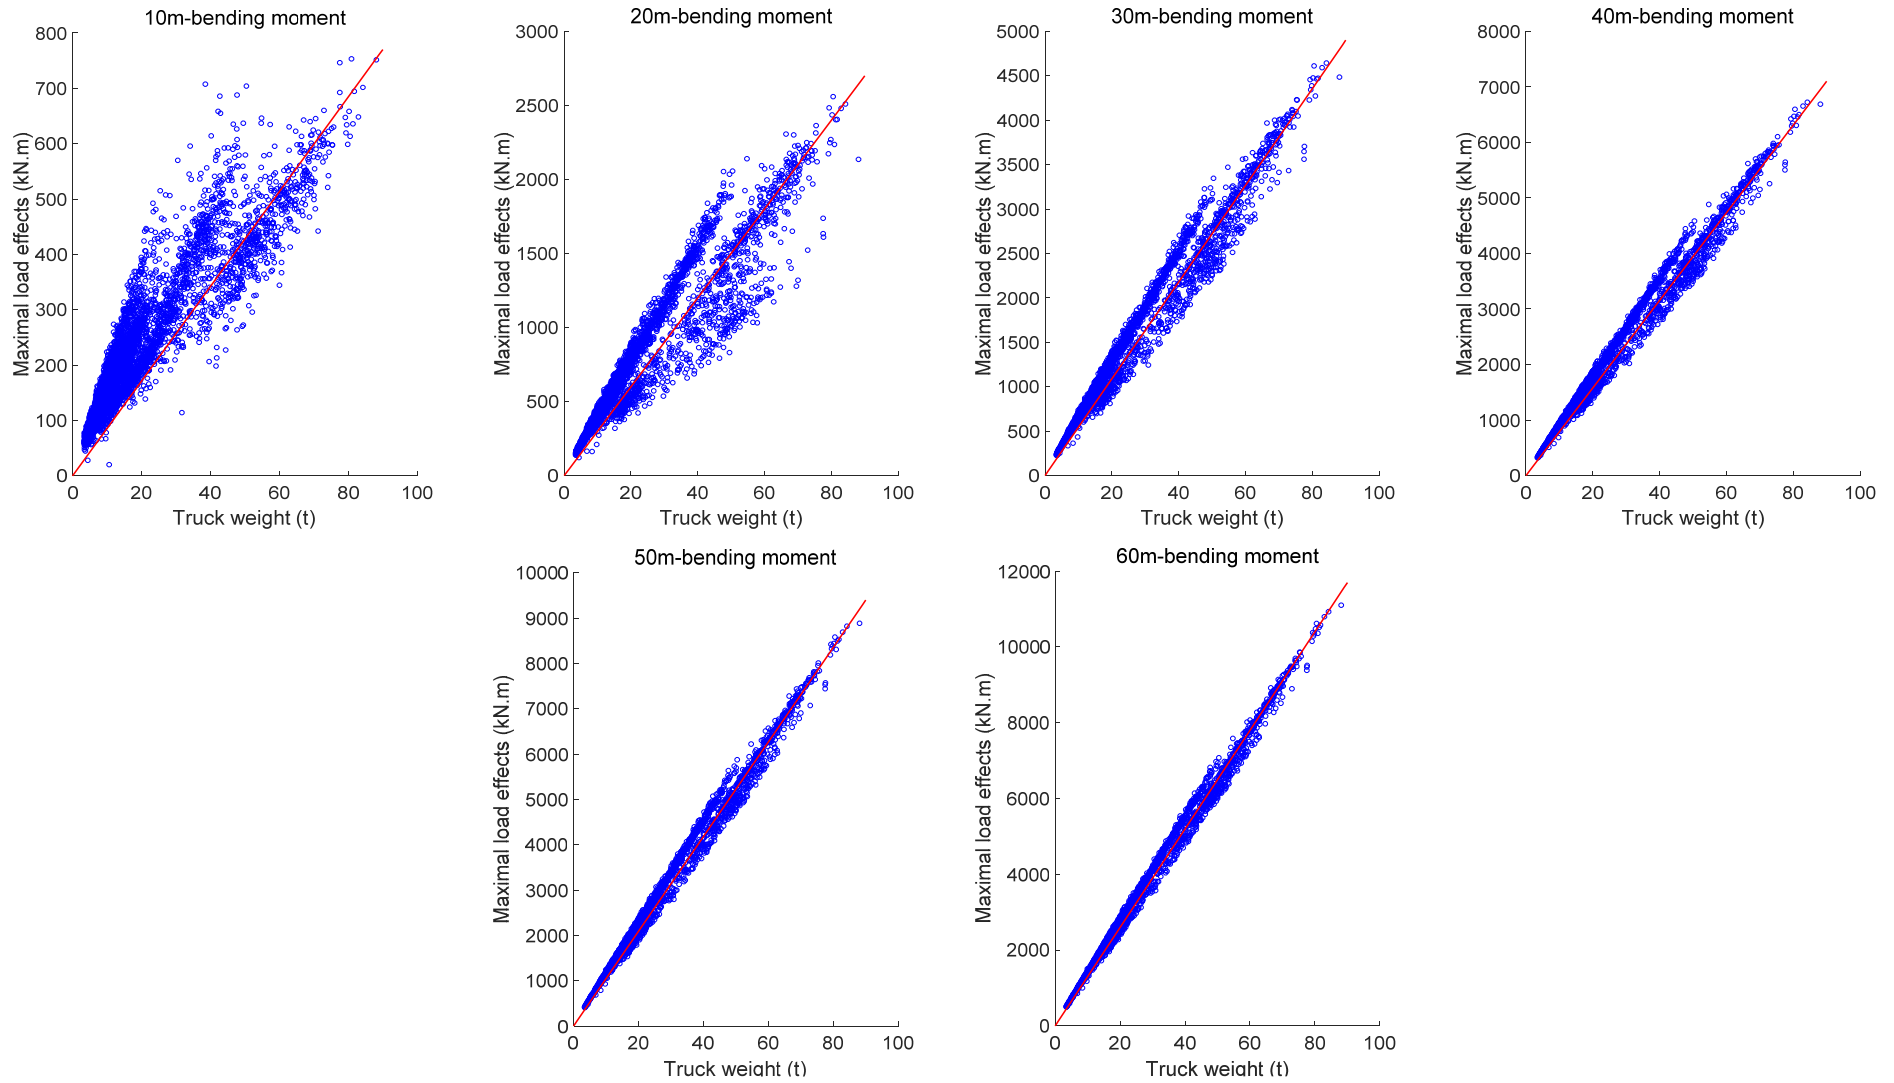 10m-bending moment
800
700
600
500
400
300
200
100
0
Maximal load effects (kN.m)
0 20 40 60 80 100
Truck weight (t)
20m-bending moment
3000
2500
2000
1500
1000
500
0
Maximal load effects (kN.m)
0 20 40 60 80 100
Truck weight (t)
30m-bending moment
5000
4500
4000
3500
3000
2500
2000
1500
1000
500
0
Maximal load effects (kN.m)
0 20 40 60 80 100
Truck weight (t)
40m-bending moment
8000
7000
6000
5000
4000
3000
2000
1000
0
Maximal load effects (kN.m)
0 20 40 60 80 100
Truck weight (t)
50m-bending moment
10000
9000
8000
7000
6000
5000
4000
3000
2000
1000
0
Maximal load effects (kN.m)
0 20 40 60 80 100
Truck weight (t)
60m-bending moment
12000
10000
8000
6000
4000
2000
0
Maximal load effects (kN.m)
0 20 40 60 80 100
Truck weight (t)